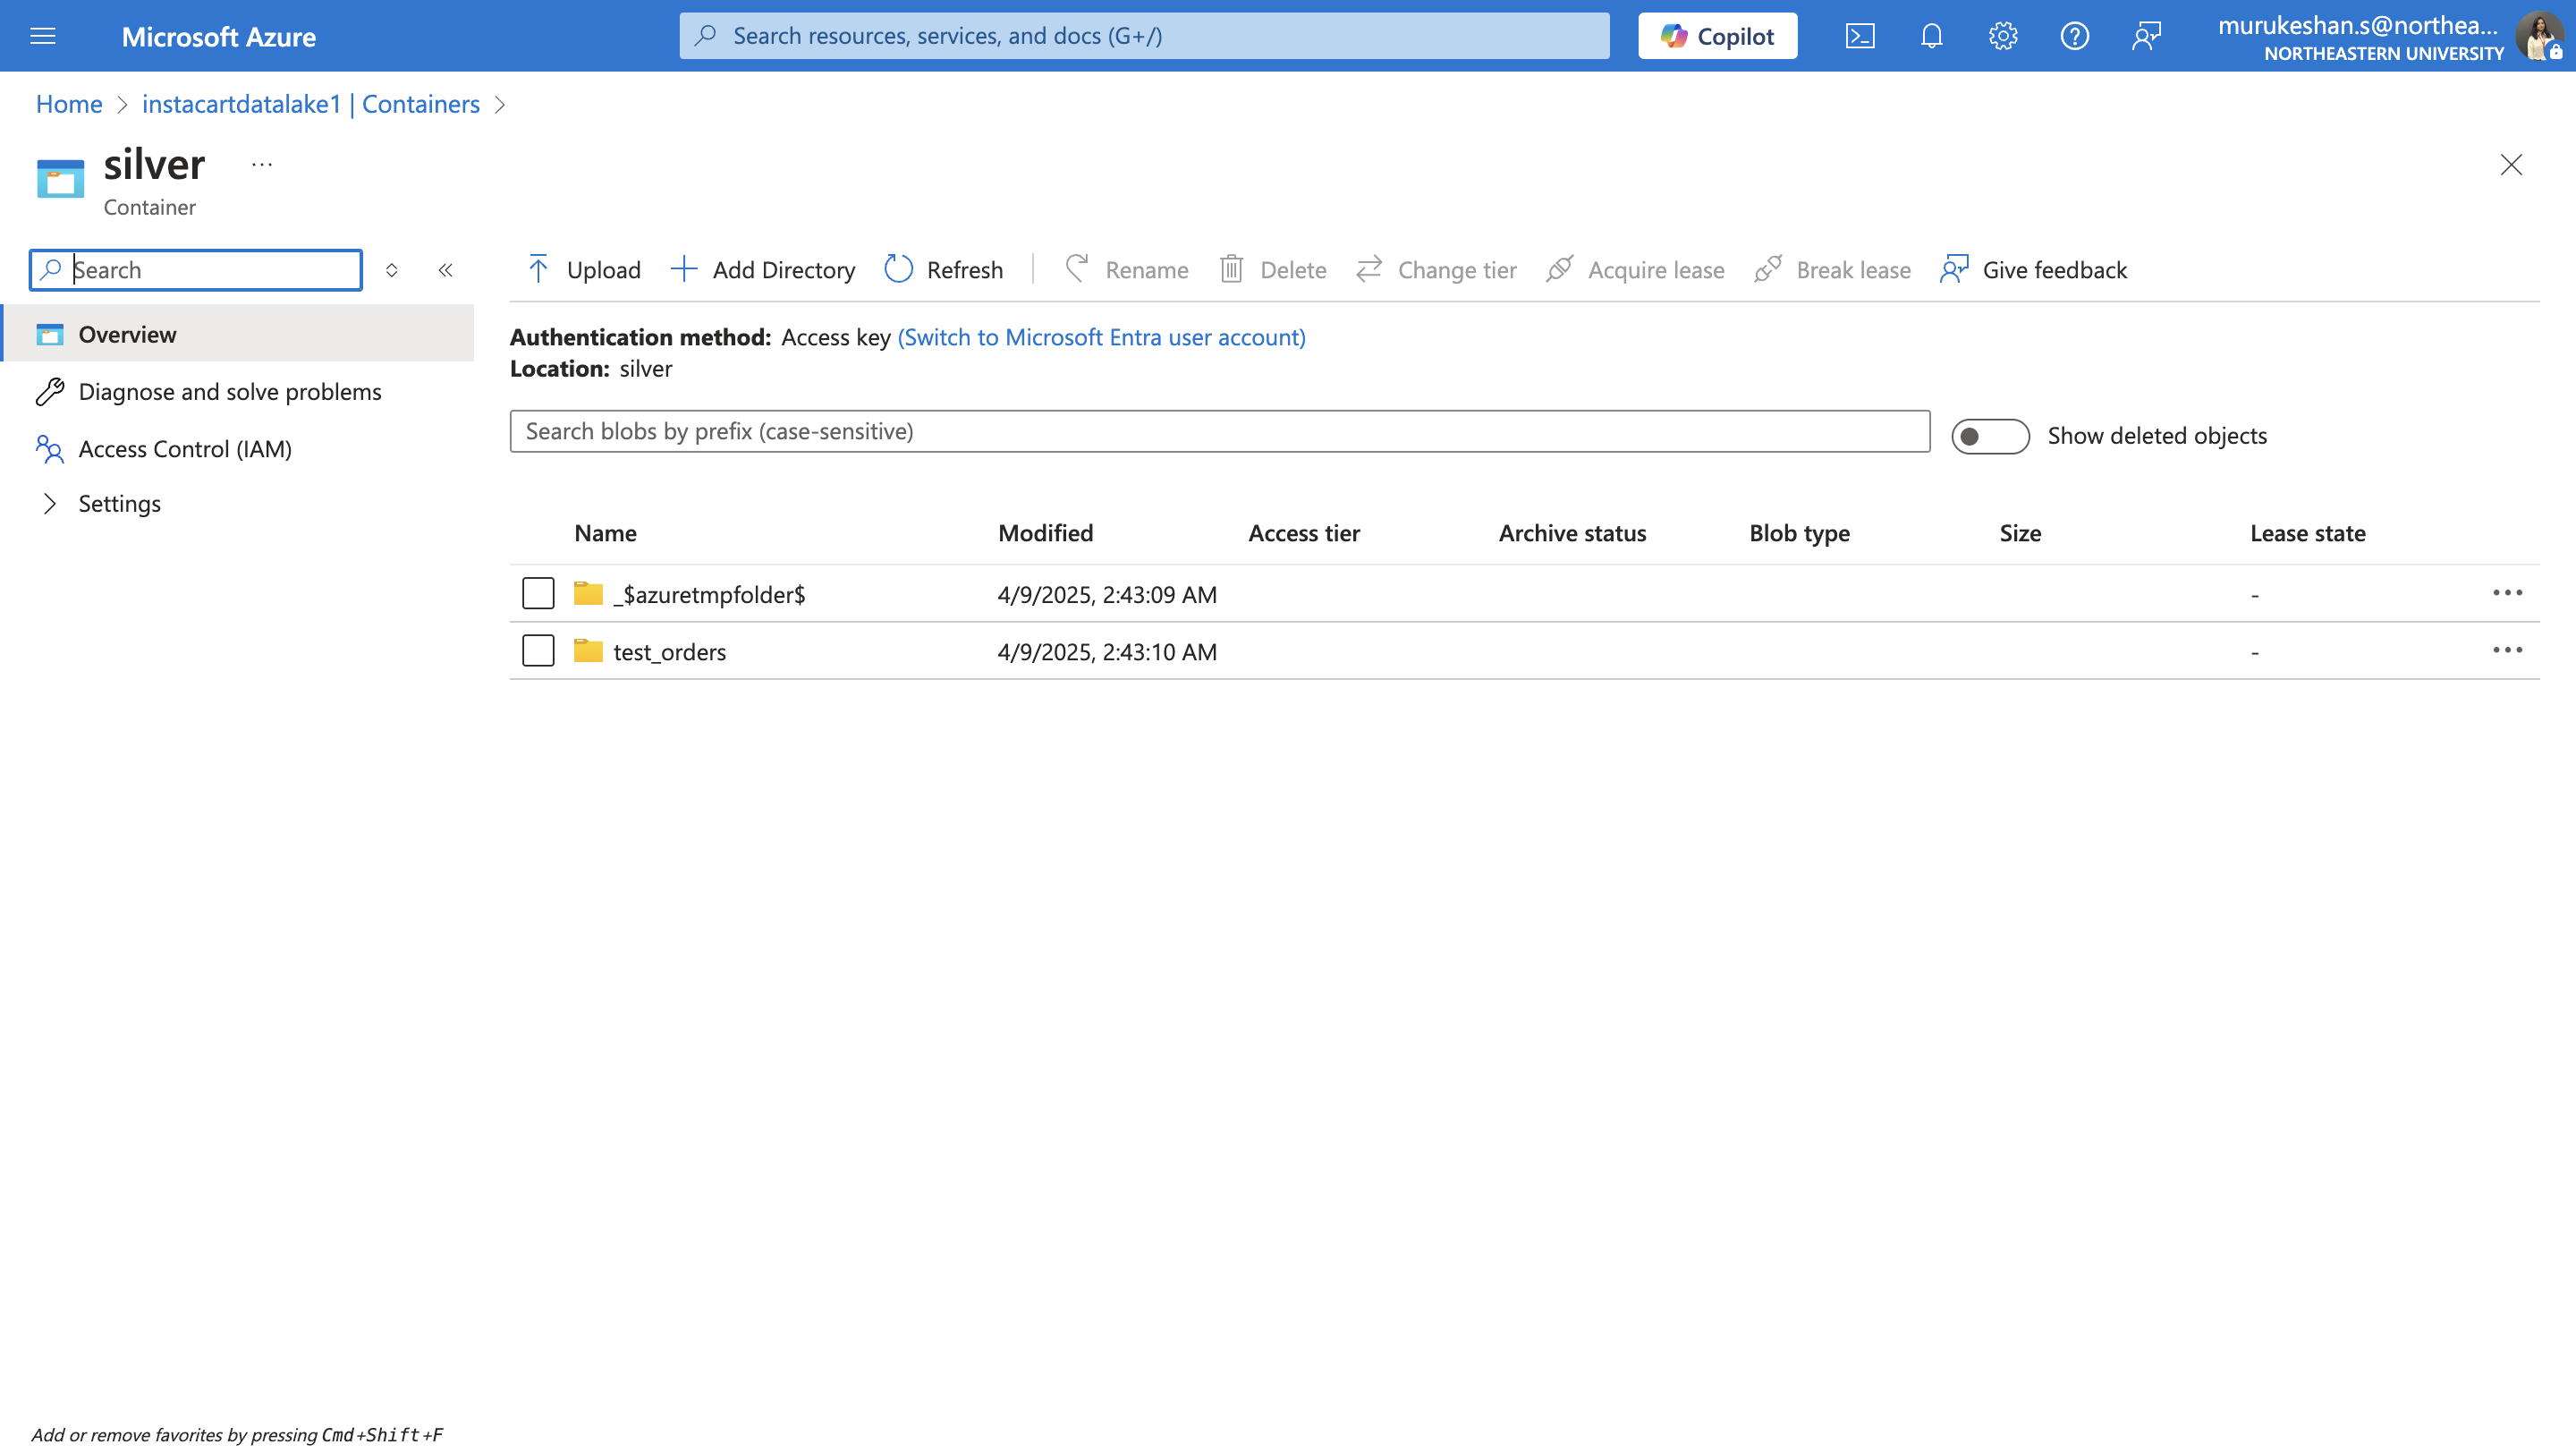 Microsoft Azure
Search resources, services, and docs (G+/)
Copilot
murukeshan.s@northea...
NORTHEASTERN UNIVERSITY
Home > instacartdatalake1 | Containers >
silver ...
Container
Search
Upload
Add Directory
Refresh
Rename
Delete
Change tier
Acquire lease
Break lease
Give feedback
Overview
Diagnose and solve problems
Access Control (IAM)
Settings
Authentication method: Access key (Switch to Microsoft Entra user account)
Location: silver
Search blobs by prefix (case-sensitive)
Show deleted objects
Name Modified Access tier Archive status Blob type Size Lease state
_$azuretmpfolder$ 4/9/2025, 2:43:09 AM - ...
test_orders 4/9/2025, 2:43:10 AM - ...
Add or remove favorites by pressing Cmd+Shift+F